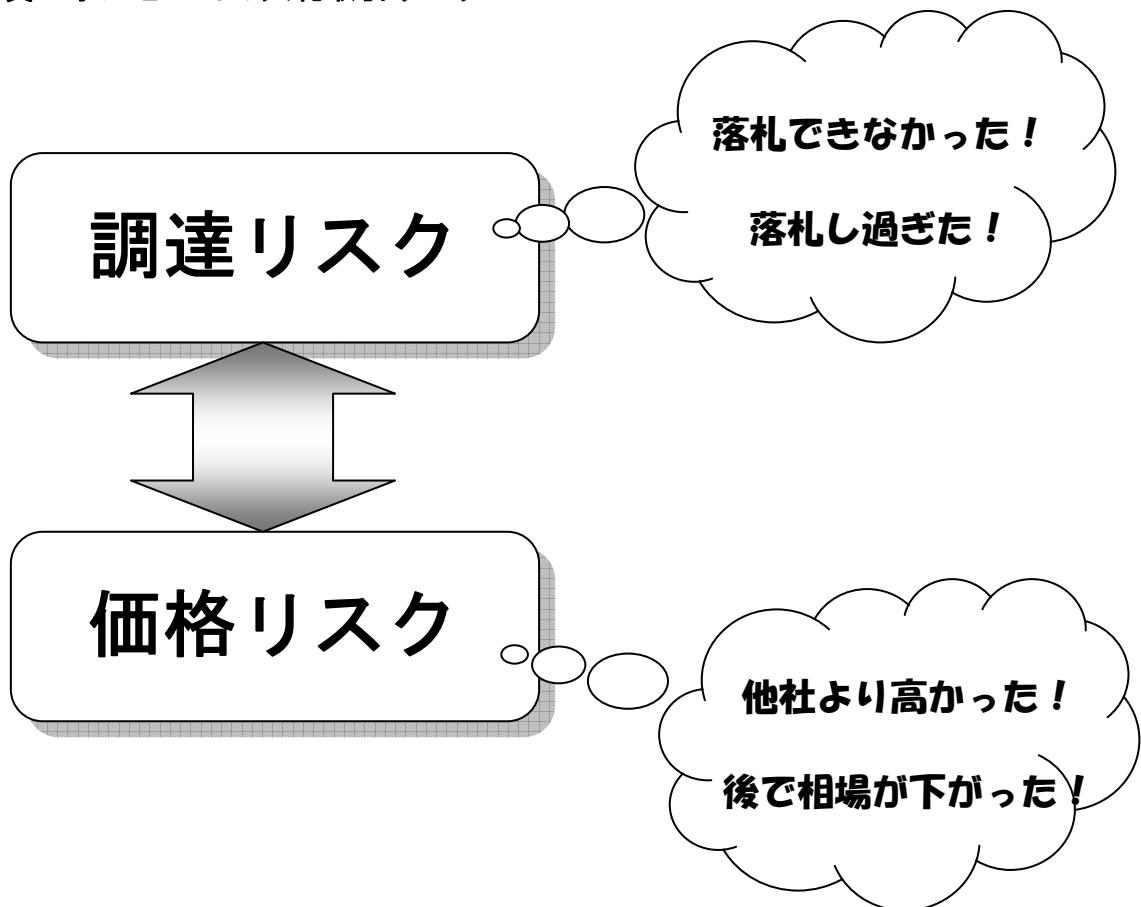 調達リスク
落札できなかった！
落札し過ぎた！
価格リスク
他社より高かった！
後で相場が下がった！